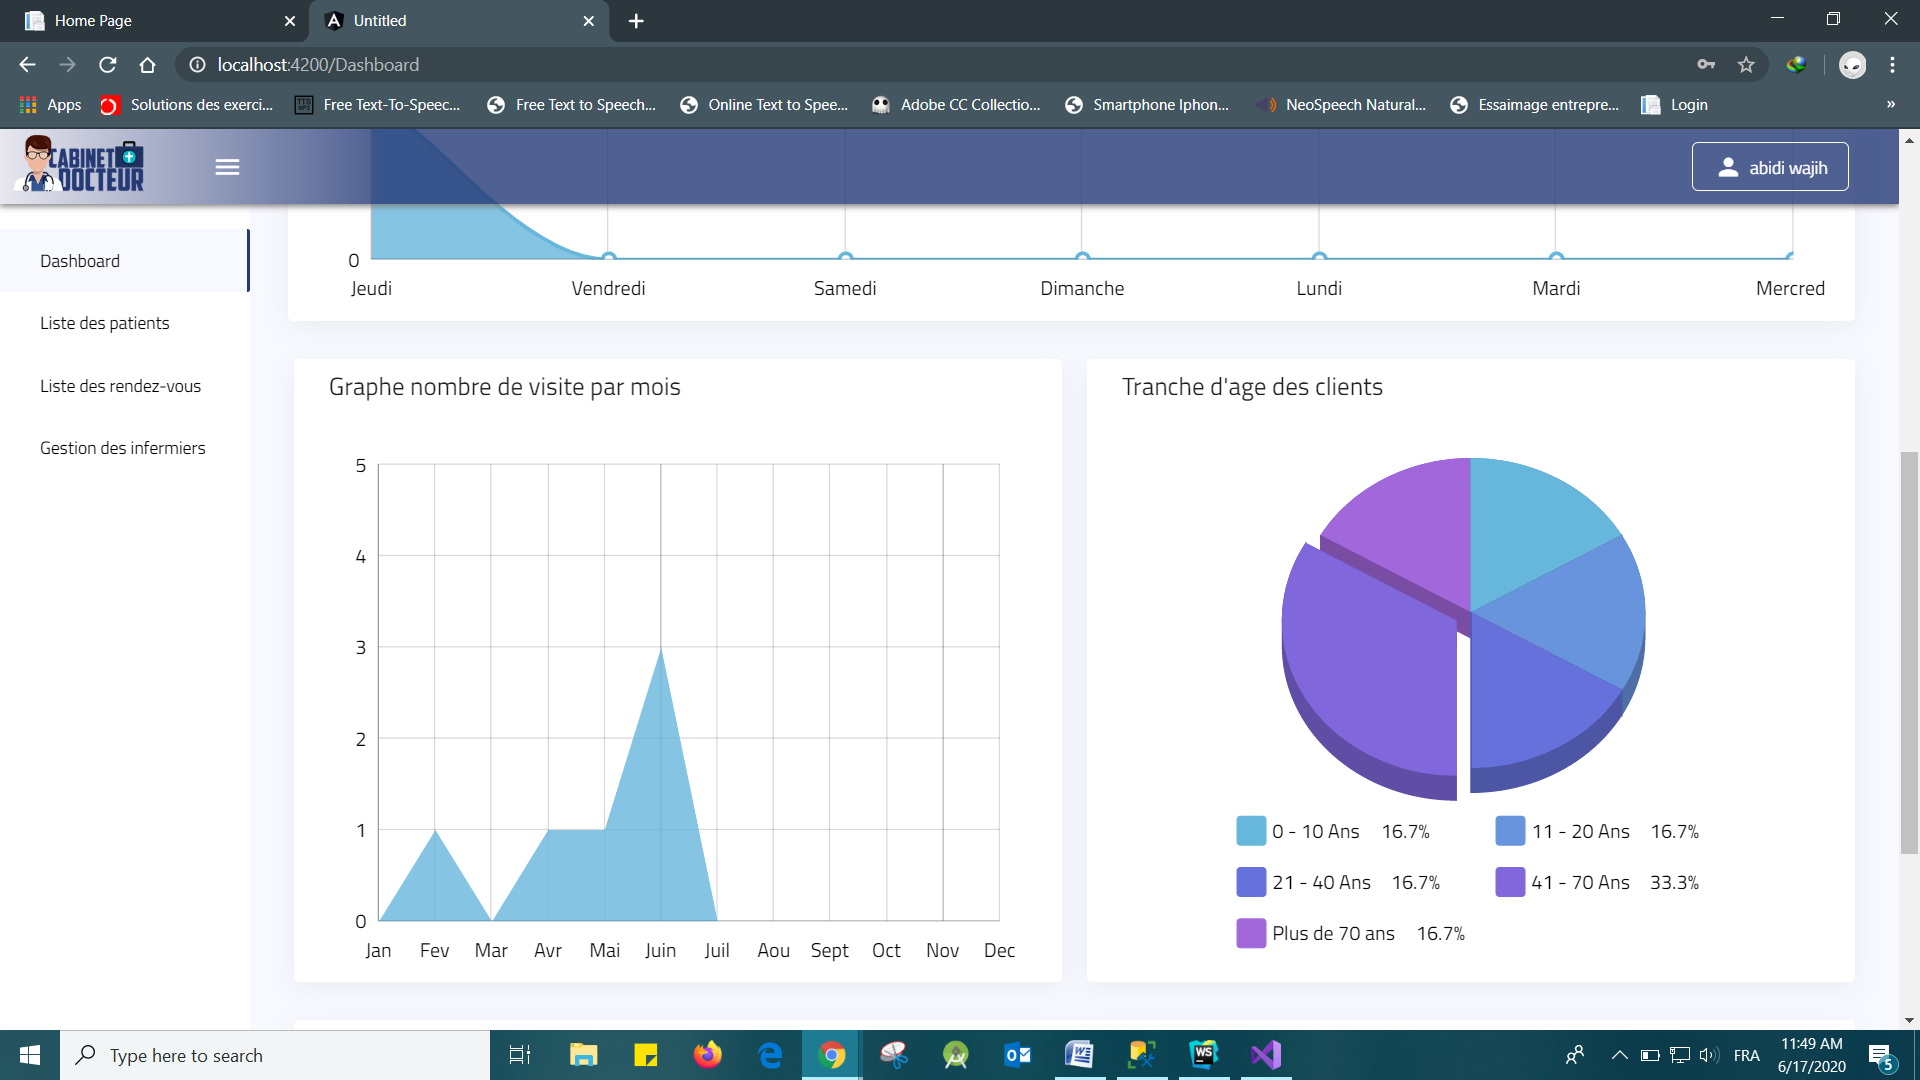 Home Page
Untitled
localhost:4200/Dashboard
Apps
Solutions des exerci...
TTS MP3
Free Text-To-Speec...
Free Text to Speech...
Online Text to Spee...
Adobe CC Collectio...
Smartphone Iphon...
NeoSpeech Natural...
Essaimage entrepre...
Login
»
CABINET
DOCTEUR
abidi wajih
Dashboard
Liste des patients
Liste des rendez-vous
Gestion des infermiers
0
Jeudi Vendredi Samedi Dimanche Lundi Mardi Mercred
Graphe nombre de visite par mois
5
4
3
2
1
0
Jan Fev Mar Avr Mai Juin Juil Aou Sept Oct Nov Dec
Tranche d'age des clients
0 - 10 Ans 16.7% 11 - 20 Ans 16.7%
21 - 40 Ans 16.7% 41 - 70 Ans 33.3%
Plus de 70 ans 16.7%
Type here to search
WS
FRA
11:49 AM
6/17/2020
5